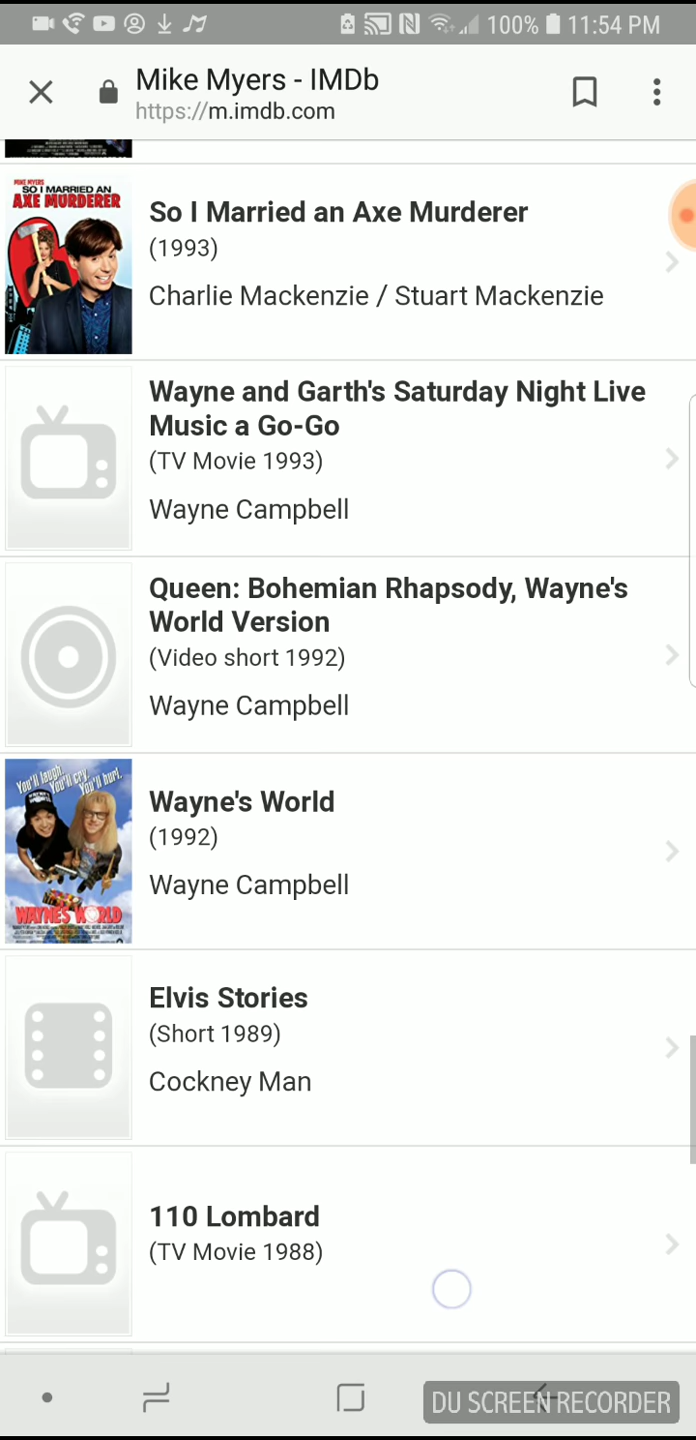 100% 11:54 PM
Mike Myers - IMDb
https://m.imdb.com
MIKE MYERS
SO I MARRIED AN
AXE MURDERER
So I Married an Axe Murderer
(1993)
Charlie Mackenzie / Stuart Mackenzie
Wayne and Garth's Saturday Night Live
Music a Go-Go
(TV Movie 1993)
Wayne Campbell
Queen: Bohemian Rhapsody, Wayne's
World Version
(Video short 1992)
Wayne Campbell
You'll laugh. You'll cry. You'll hurl.
WAYNE'S WORLD
Wayne's World
(1992)
Wayne Campbell
Elvis Stories
(Short 1989)
Cockney Man
110 Lombard
(TV Movie 1988)
DU SCREEN RECORDER